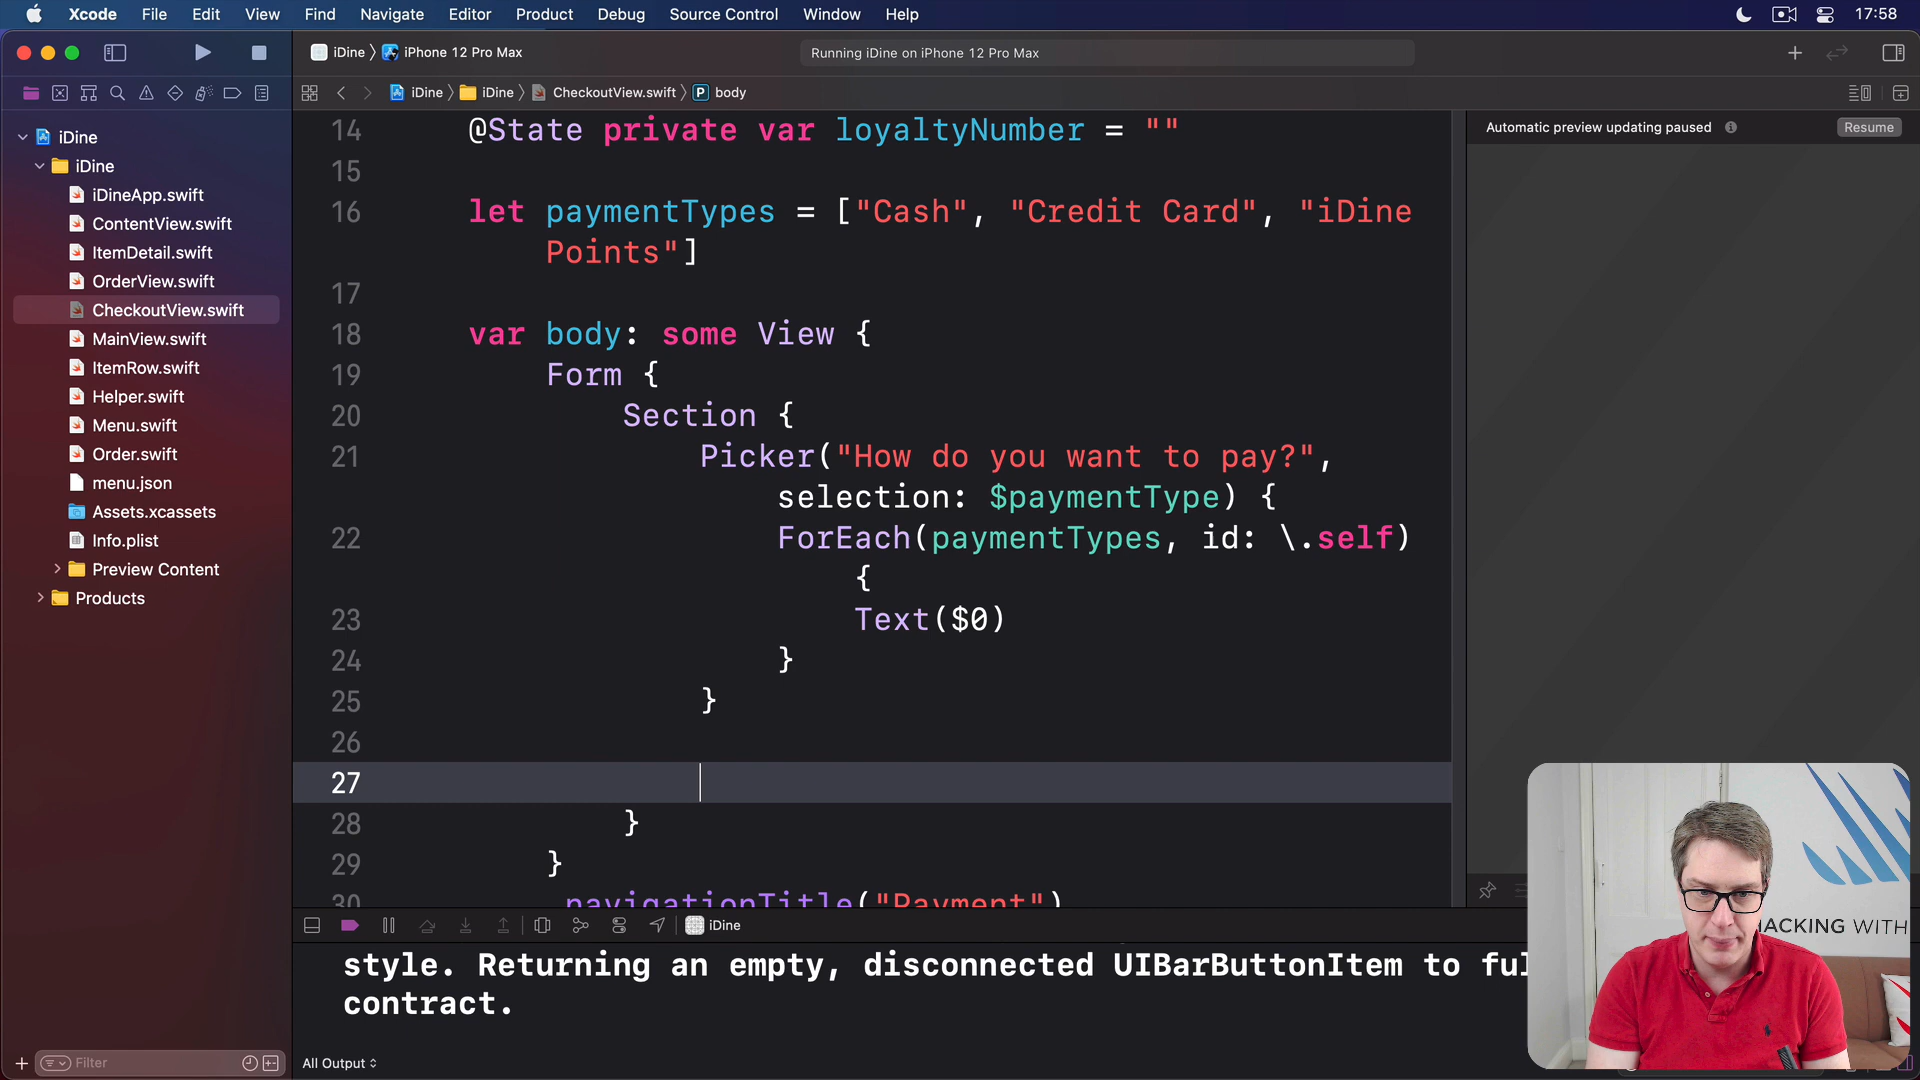 Xcode File Edit View Find Navigate Editor Product Debug Source Control Window Help 17:58
iDine 〉 iPhone 12 Pro Max
Running iDine on iPhone 12 Pro Max
iDine 〉 iDine 〉 CheckoutView.swift 〉 P body
iDine
iDine
iDineApp.swift
ContentView.swift
ItemDetail.swift
OrderView.swift
CheckoutView.swift
MainView.swift
ItemRow.swift
Helper.swift
Menu.swift
Order.swift
menu.json
Assets.xcassets
Info.plist
Preview Content
Products
Filter
14 @State private var loyaltyNumber = ""
15
16 let paymentTypes = ["Cash", "Credit Card", "iDine
Points"]
17
18 var body: some View {
19 Form {
20 Section {
21 Picker("How do you want to pay?",
selection: $paymentType) {
22 ForEach(paymentTypes, id: \.self)
{
23 Text($0)
24 }
25 }
26
27
28 }
29 }
30 .navigationTitle("Payment")
Automatic preview updating paused Resume
iDine
style. Returning an empty, disconnected UIBarButtonItem to ful
contract.
All Output
HACKING WITH